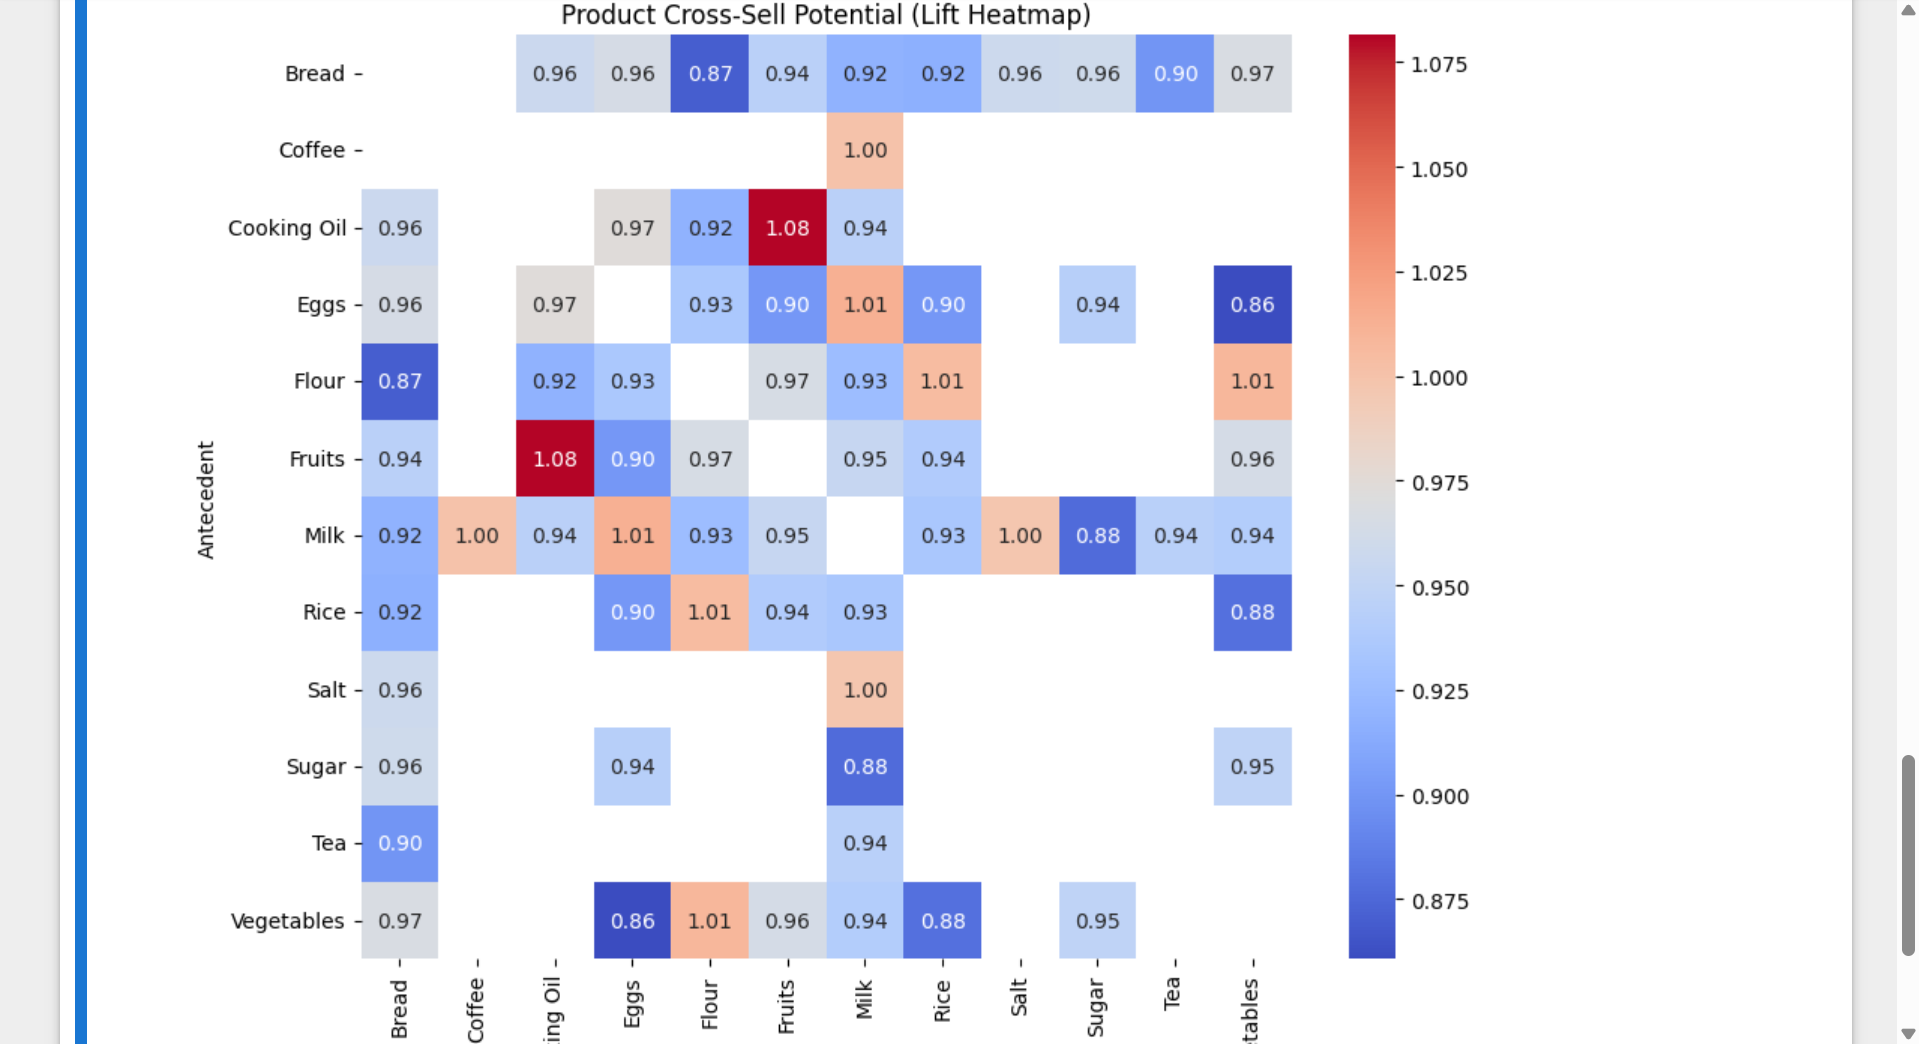 Product Cross-Sell Potential (Lift Heatmap)
Bread 0.96 0.96 0.87 0.94 0.92 0.92 0.96 0.96 0.90 0.97
Coffee 1.00
Cooking Oil 0.96 0.97 0.92 1.08 0.94
Eggs 0.96 0.97 0.93 0.90 1.01 0.90 0.94 0.86
Flour 0.87 0.92 0.93 0.97 0.93 1.01 1.01
Fruits 0.94 1.08 0.90 0.97 0.95 0.94 0.96
Milk 0.92 1.00 0.94 1.01 0.93 0.95 0.93 1.00 0.88 0.94 0.94
Rice 0.92 0.90 1.01 0.94 0.93 0.88
Salt 0.96 1.00
Sugar 0.96 0.94 0.88 0.95
Tea 0.90 0.94
Vegetables 0.97 0.86 1.01 0.96 0.94 0.88 0.95
Antecedent
Bread
Coffee
ing Oil
Eggs
Flour
Fruits
Milk
Rice
Salt
Sugar
Tea
etables
1.075
1.050
1.025
1.000
0.975
0.950
0.925
0.900
0.875